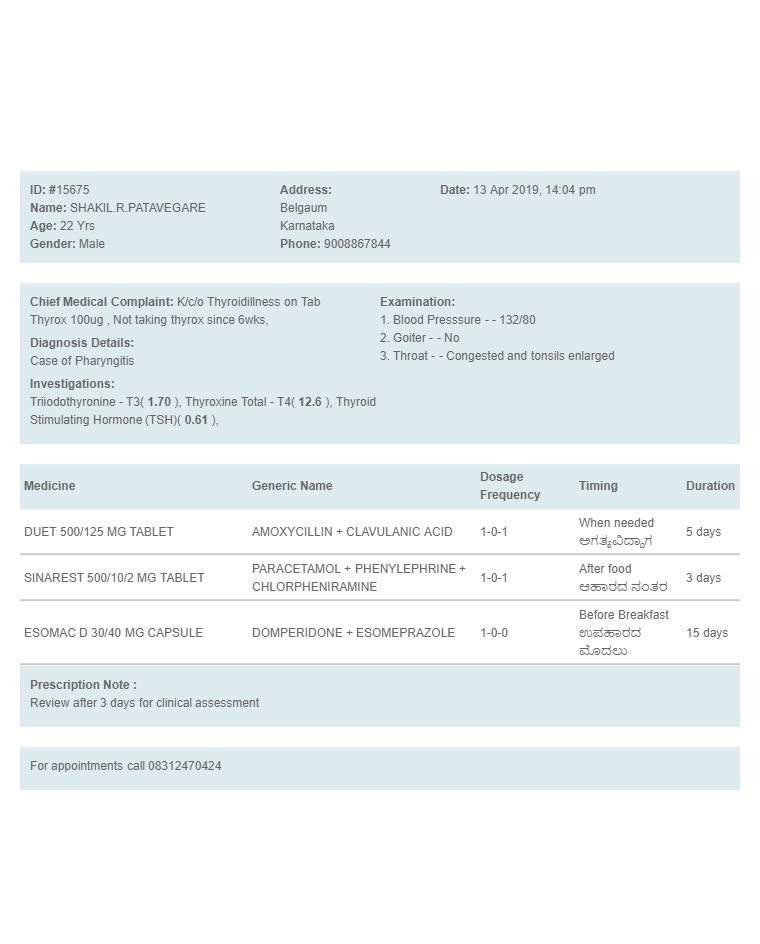 ID: #15675
Name: SHAKIL.R.PATAVEGARE
Age: 22 Yrs
Gender: Male
Address:
Belgaum
Karnataka
Phone: 9008867844
Date: 13 Apr 2019, 14:04 pm
Chief Medical Complaint: K/c/o Thyroidillness on Tab
Thyrox 100ug , Not taking thyrox since 6wks,
Diagnosis Details:
Case of Pharyngitis
Investigations:
Triiodothyronine - T3( 1.70 ), Thyroxine Total - T4( 12.6 ), Thyroid
Stimulating Hormone (TSH)( 0.61 ),
Examination:
1. Blood Presssure - - 132/80
2. Goiter - - No
3. Throat - - Congested and tonsils enlarged
Medicine Generic Name Dosage Frequency Timing Duration
DUET 500/125 MG TABLET AMOXYCILLIN + CLAVULANIC ACID 1-0-1 When needed 5 days
ಅಗತ್ಯವಿದ್ದಾಗ
SINAREST 500/10/2 MG TABLET PARACETAMOL + PHENYLEPHRINE + CHLORPHENIRAMINE 1-0-1 After food 3 days
ಆಹಾರದ ನಂತರ
ESOMAC D 30/40 MG CAPSULE DOMPERIDONE + ESOMEPRAZOLE 1-0-0 Before Breakfast 15 days
ಉಪಹಾರದ
ಮೊದಲು
Prescription Note :
Review after 3 days for clinical assessment
For appointments call 08312470424